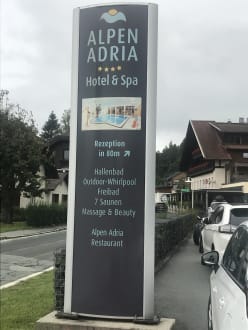 ALPEN
ADRIA
Hotel & Spa
Rezeption
in 80m ↗
Hallenbad
Outdoor-Whirlpool
Freibad
7 Saunen
Massage & Beauty
Alpen Adria
Restaurant